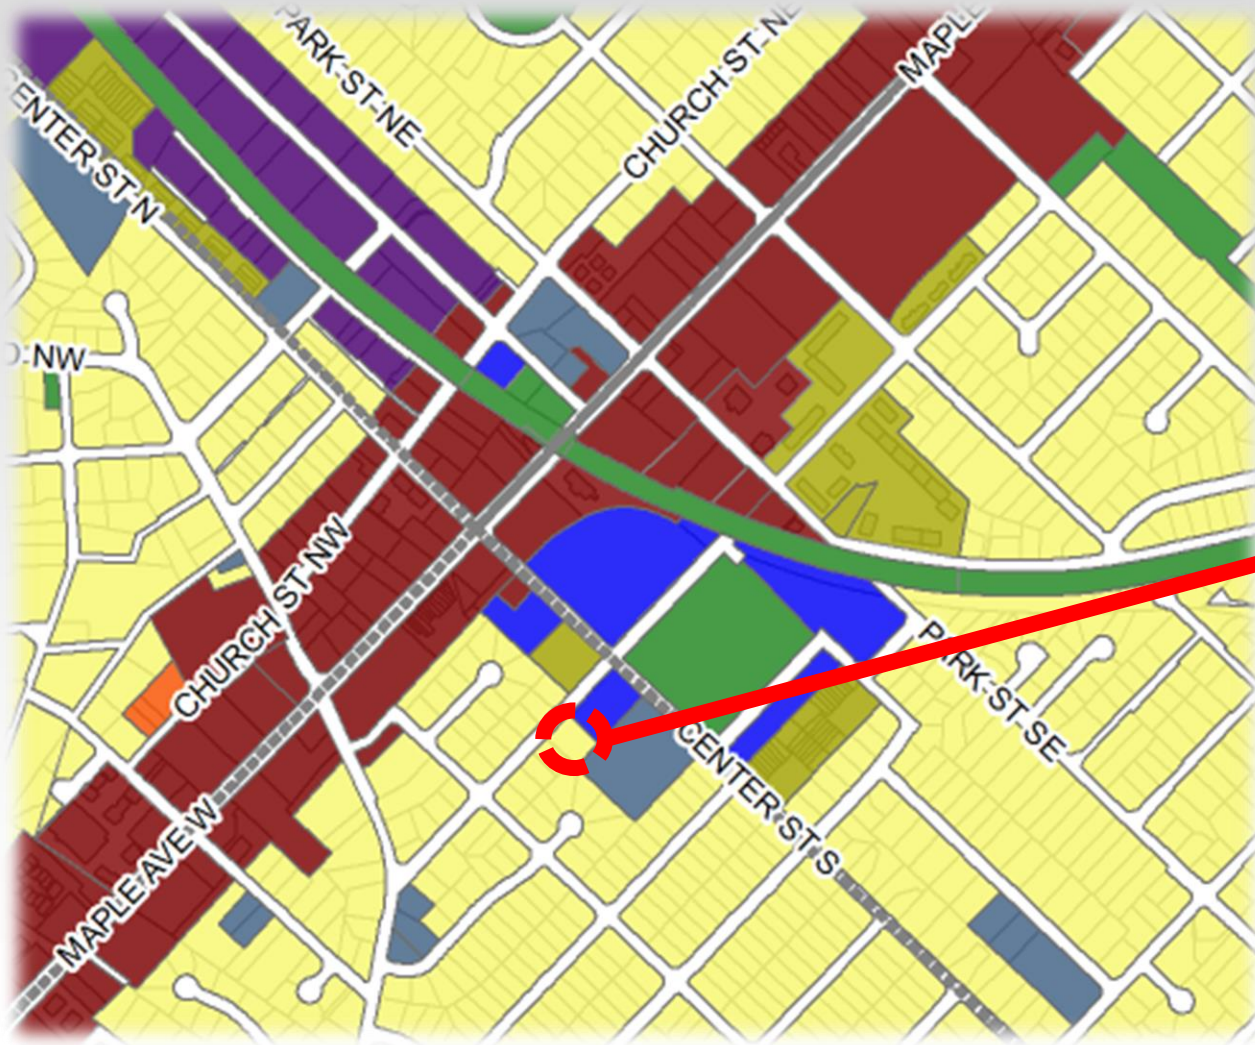 PARK ST NE
CHURCH ST NE
MAPLE
CENTER ST N
NW
CHURCH ST NW
PARK ST SE
CENTER ST S
MAPLE AVE W